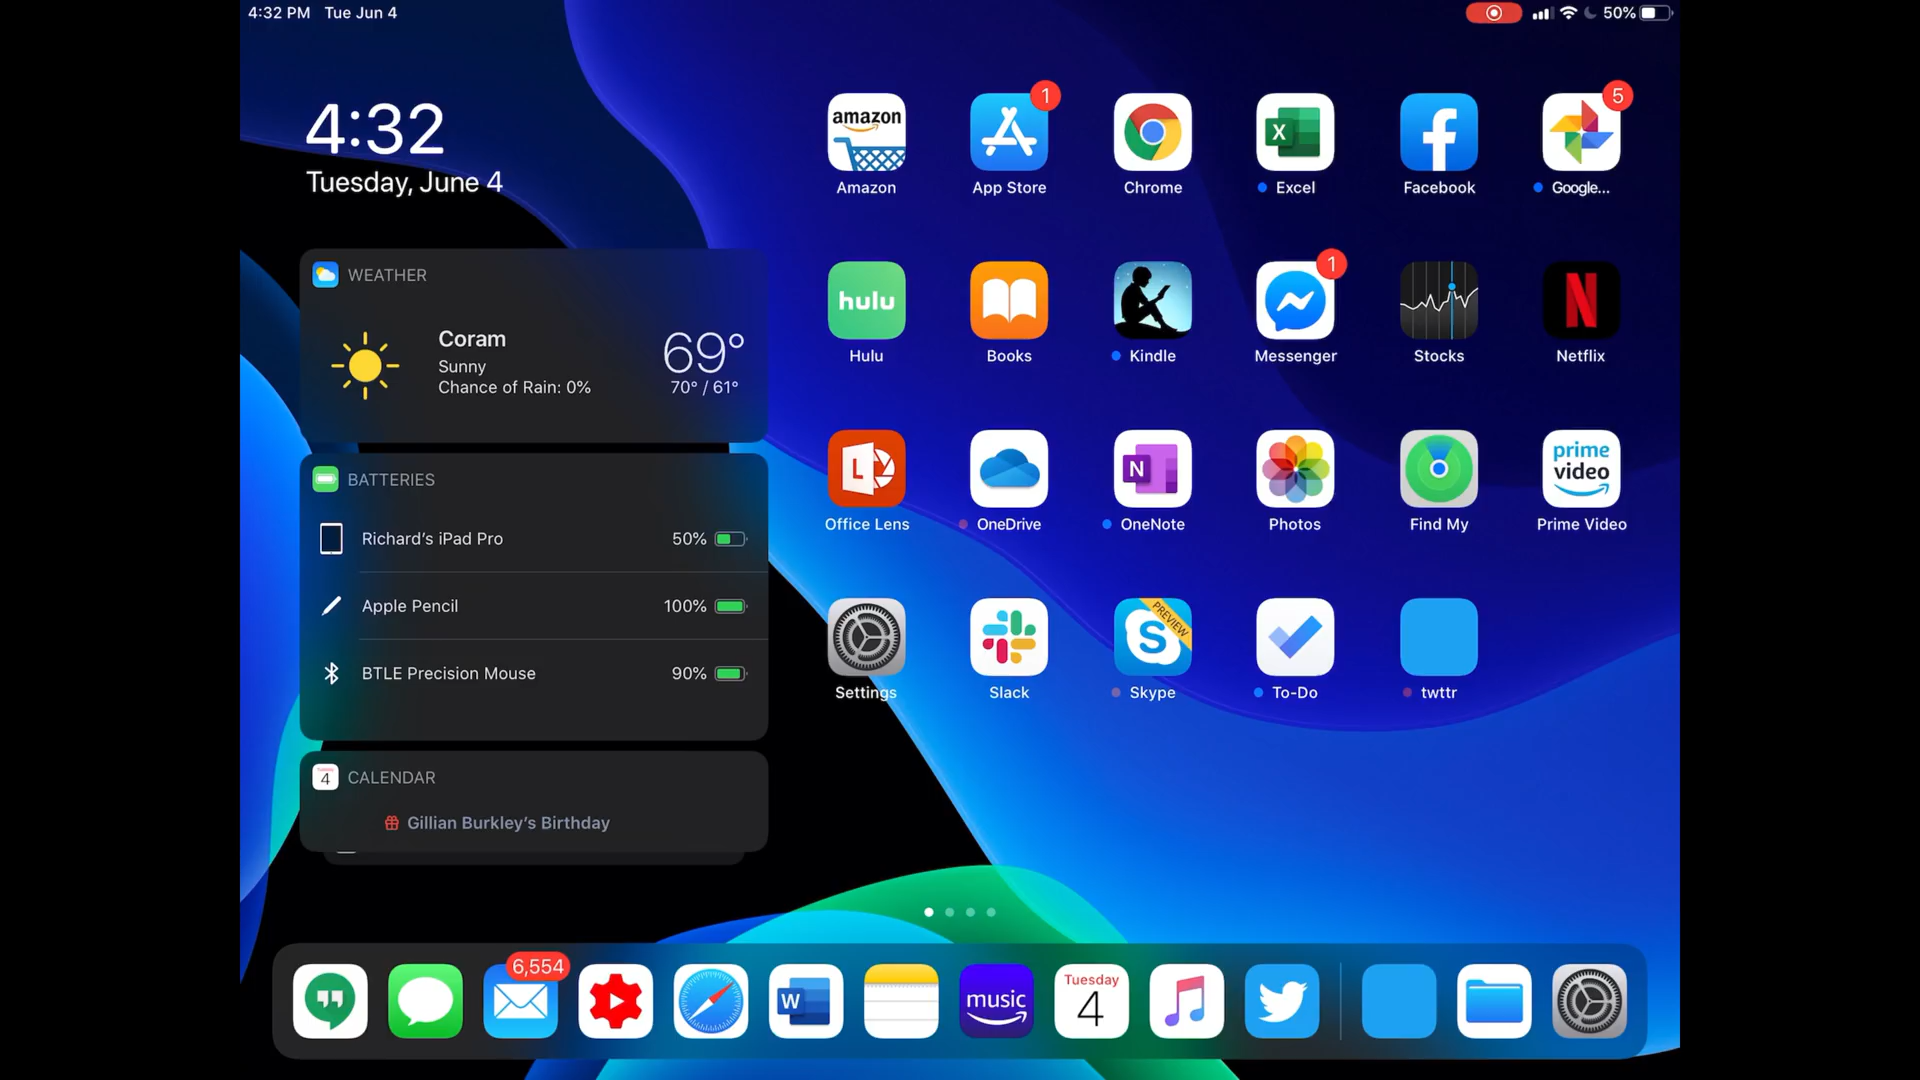 4:32 PM Tue Jun 4
50%
4:32
Tuesday, June 4
WEATHER
Coram
Sunny
Chance of Rain: 0%
69°
70° / 61°
BATTERIES
Richard's iPad Pro 50%
Apple Pencil 100%
BTLE Precision Mouse 90%
4 CALENDAR
Gillian Burkley's Birthday
amazon
1
X
5
Amazon App Store Chrome Excel Facebook Google...
hulu
1
N
Hulu Books Kindle Messenger Stocks Netflix
L
N
prime video
Office Lens OneDrive OneNote Photos Find My Prime Video
S PREVIEW
Settings Slack Skype To-Do twttr
6,554
W
music
Tuesday
4